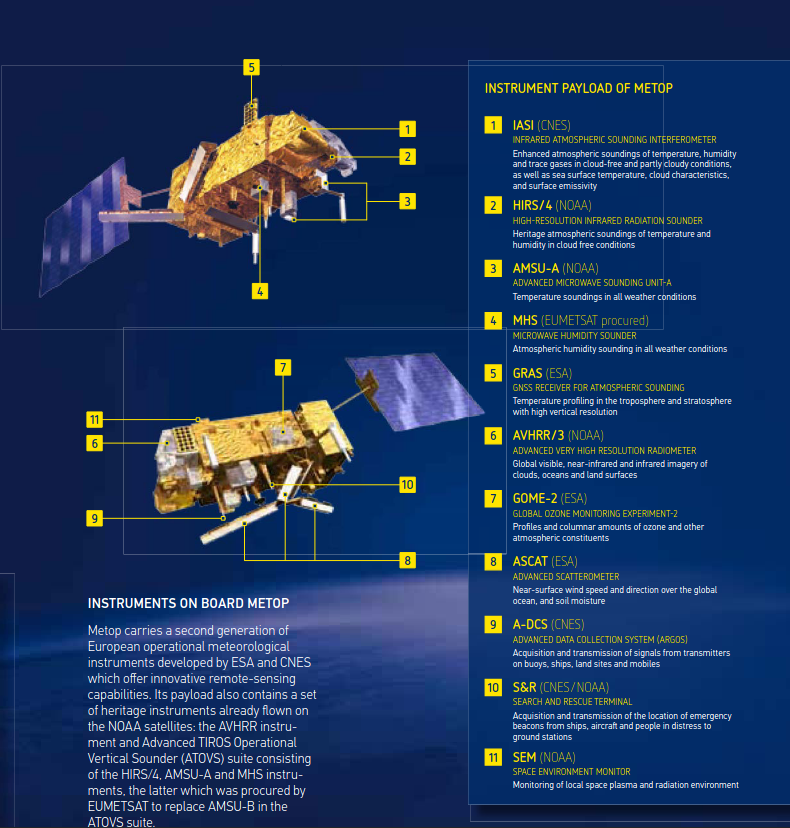 5
1
2
3
4
7
11
6
10
9
8
INSTRUMENTS ON BOARD METOP
Metop carries a second generation of
European operational meteorological
instruments developed by ESA and CNES
which offer innovative remote-sensing
capabilities. Its payload also contains a set
of heritage instruments already flown on
the NOAA satellites: the AVHRR instru-
ment and Advanced TIROS Operational
Vertical Sounder (ATOVS) suite consisting
of the HIRS/4, AMSU-A and MHS instru-
ments, the latter which was procured by
EUMETSAT to replace AMSU-B in the
ATOVS suite.
INSTRUMENT PAYLOAD OF METOP
1 IASI (CNES)
INFRARED ATMOSPHERIC SOUNDING INTERFEROMETER
Enhanced atmospheric soundings of temperature, humidity
and trace gases in cloud-free and partly cloudy conditions,
as well as sea surface temperature, cloud characteristics,
and surface emissivity
2 HIRS/4 (NOAA)
HIGH-RESOLUTION INFRARED RADIATION SOUNDER
Heritage atmospheric soundings of temperature and
humidity in cloud free conditions
3 AMSU-A (NOAA)
ADVANCED MICROWAVE SOUNDING UNIT-A
Temperature soundings in all weather conditions
4 MHS (EUMETSAT procured)
MICROWAVE HUMIDITY SOUNDER
Atmospheric humidity sounding in all weather conditions
5 GRAS (ESA)
GNSS RECEIVER FOR ATMOSPHERIC SOUNDING
Temperature profiling in the troposphere and stratosphere
with high vertical resolution
6 AVHRR/3 (NOAA)
ADVANCED VERY HIGH RESOLUTION RADIOMETER
Global visible, near-infrared and infrared imagery of
clouds, oceans and land surfaces
7 GOME-2 (ESA)
GLOBAL OZONE MONITORING EXPERIMENT-2
Profiles and columnar amounts of ozone and other
atmospheric constituents
8 ASCAT (ESA)
ADVANCED SCATTEROMETER
Near-surface wind speed and direction over the global
ocean, and soil moisture
9 A-DCS (CNES)
ADVANCED DATA COLLECTION SYSTEM (ARGOS)
Acquisition and transmission of signals from transmitters
on buoys, ships, land sites and mobiles
10 S&R (CNES/NOAA)
SEARCH AND RESCUE TERMINAL
Acquisition and transmission of the location of emergency
beacons from ships, aircraft and people in distress to
ground stations
11 SEM (NOAA)
SPACE ENVIRONMENT MONITOR
Monitoring of local space plasma and radiation environment